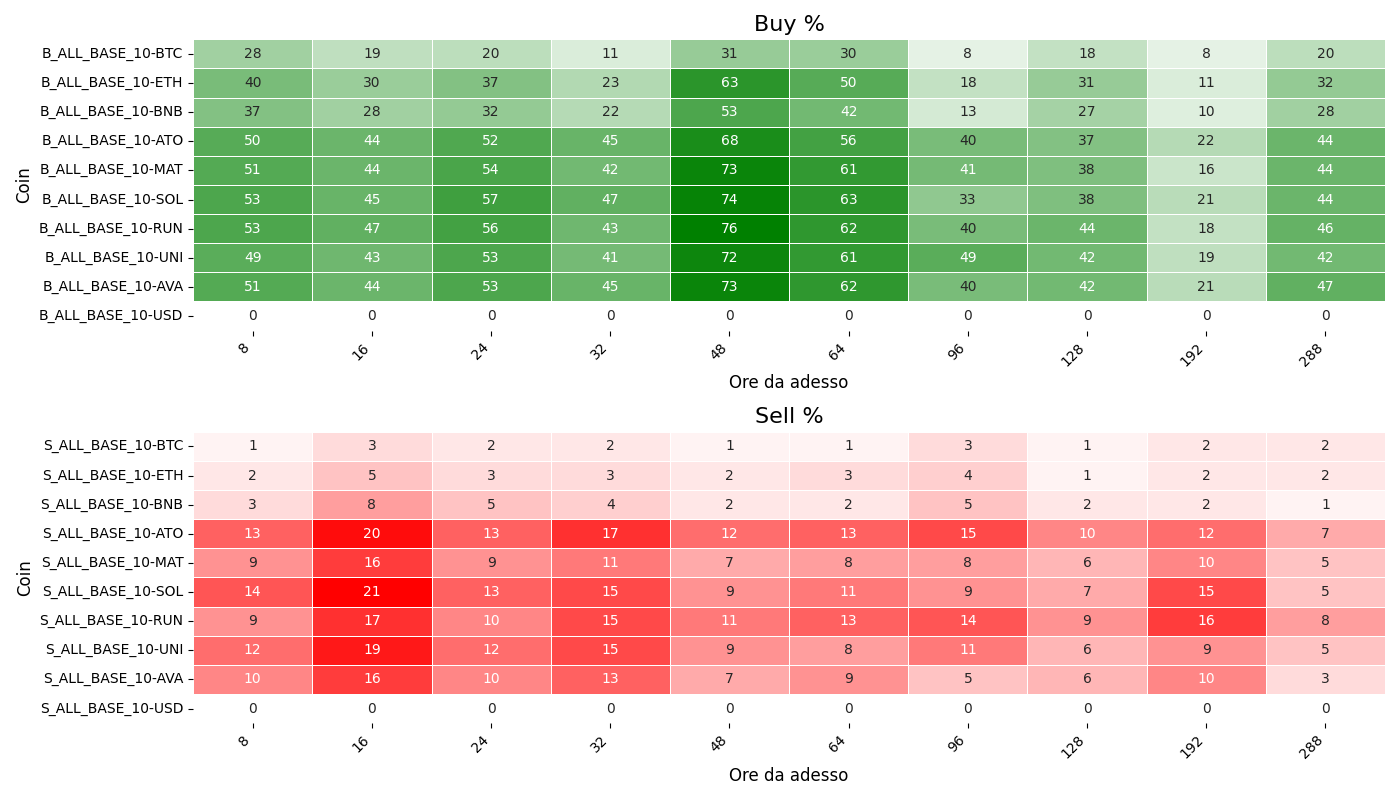 Buy %
B_ALL_BASE_10-BTC 28 19 20 11 31 30 8 18 8 20
B_ALL_BASE_10-ETH 40 30 37 23 63 50 18 31 11 32
B_ALL_BASE_10-BNB 37 28 32 22 53 42 13 27 10 28
B_ALL_BASE_10-ATO 50 44 52 45 68 56 40 37 22 44
B_ALL_BASE_10-MAT 51 44 54 42 73 61 41 38 16 44
B_ALL_BASE_10-SOL 53 45 57 47 74 63 33 38 21 44
B_ALL_BASE_10-RUN 53 47 56 43 76 62 40 44 18 46
B_ALL_BASE_10-UNI 49 43 53 41 72 61 49 42 19 42
B_ALL_BASE_10-AVA 51 44 53 45 73 62 40 42 21 47
B_ALL_BASE_10-USD 0 0 0 0 0 0 0 0 0 0
Coin
8 16 24 32 48 64 96 128 192 288
Ore da adesso
Sell %
S_ALL_BASE_10-BTC 1 3 2 2 1 1 3 1 2 2
S_ALL_BASE_10-ETH 2 5 3 3 2 3 4 1 2 2
S_ALL_BASE_10-BNB 3 8 5 4 2 2 5 2 2 1
S_ALL_BASE_10-ATO 13 20 13 17 12 13 15 10 12 7
S_ALL_BASE_10-MAT 9 16 9 11 7 8 8 6 10 5
S_ALL_BASE_10-SOL 14 21 13 15 9 11 9 7 15 5
S_ALL_BASE_10-RUN 9 17 10 15 11 13 14 9 16 8
S_ALL_BASE_10-UNI 12 19 12 15 9 8 11 6 9 5
S_ALL_BASE_10-AVA 10 16 10 13 7 9 5 6 10 3
S_ALL_BASE_10-USD 0 0 0 0 0 0 0 0 0 0
Coin
8 16 24 32 48 64 96 128 192 288
Ore da adesso